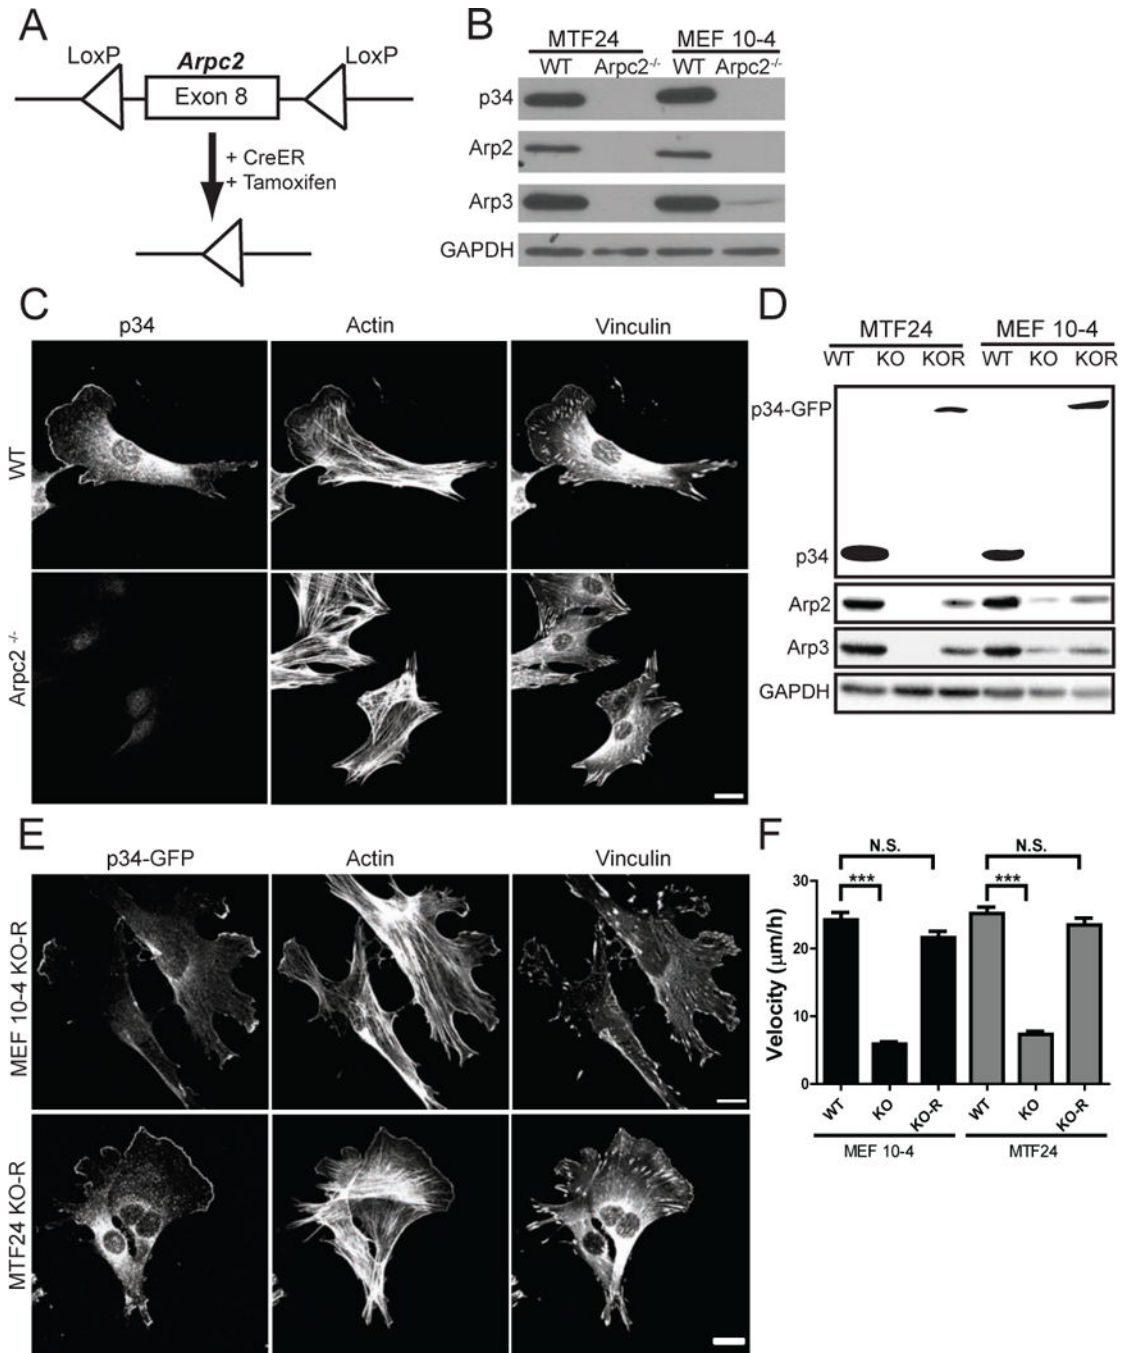 A
LoxP
Arpc2
LoxP
Exon 8
+ CreER
+ Tamoxifen
B
MTF24 MEF 10-4
WT Arpc2-/- WT Arpc2-/-
p34
Arp2
Arp3
GAPDH
C
p34 Actin Vinculin
WT
Arpc2 -/-
D
MTF24 MEF 10-4
WT KO KOR WT KO KOR
p34-GFP
p34
Arp2
Arp3
GAPDH
E
p34-GFP Actin Vinculin
MEF 10-4 KO-R
MTF24 KO-R
F
N.S. N.S.
*** ***
Velocity (μm/h)
30
20
10
0
WT KO KO-R WT KO KO-R
MEF 10-4 MTF24